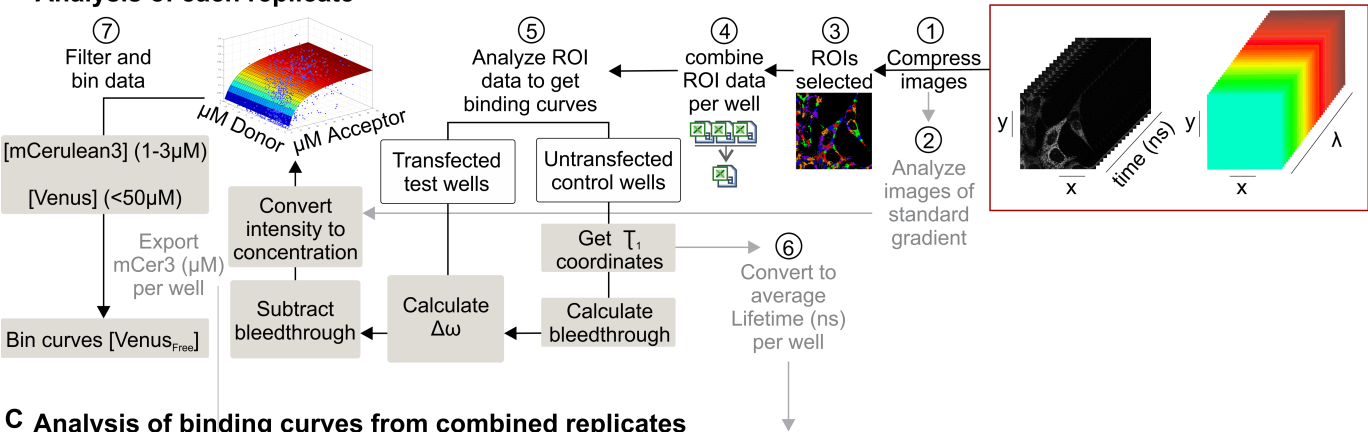 Analysis of each replicate
7
Filter and
bin data
µM Donor
µM Acceptor
5
Analyze ROI
data to get
binding curves
4
combine
ROI data
per well
3
ROIs
selected
1
Compress
images
y
x
time (ns)
y
x
λ
2
Analyze
images of
standard
gradient
[mCerulean3] (1-3µM)
[Venus] (<50µM)
Transfected
test wells
Untransfected
control wells
Convert
intensity to
concentration
Get τ1
coordinates
Export
mCer3 (µM)
per well
6
Convert to
average
Lifetime (ns)
per well
Subtract
bleedthrough
Calculate
Δω
Calculate
bleedthrough
Bin curves [VenusFree]
C Analysis of binding curves from combined replicates